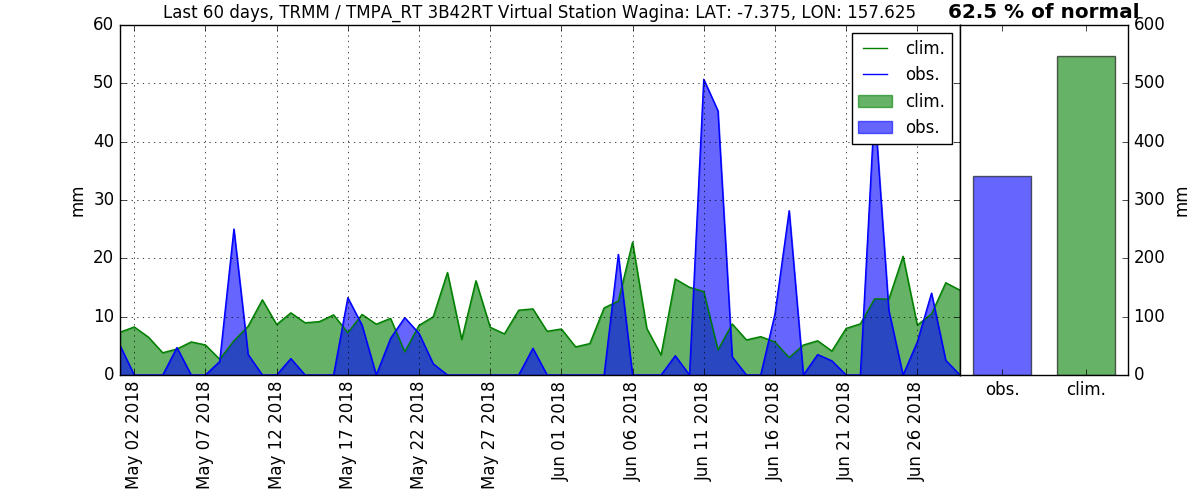 Last 60 days, TRMM / TMPA_RT 3B42RT Virtual Station Wagina: LAT: -7.375, LON: 157.625
62.5 % of normal
60
50
40
30
20
10
0
mm
clim.
obs.
clim.
obs.
600
500
400
300
200
100
0
mm
May 02 2018
May 07 2018
May 12 2018
May 17 2018
May 22 2018
May 27 2018
Jun 01 2018
Jun 06 2018
Jun 11 2018
Jun 16 2018
Jun 21 2018
Jun 26 2018
obs.
clim.